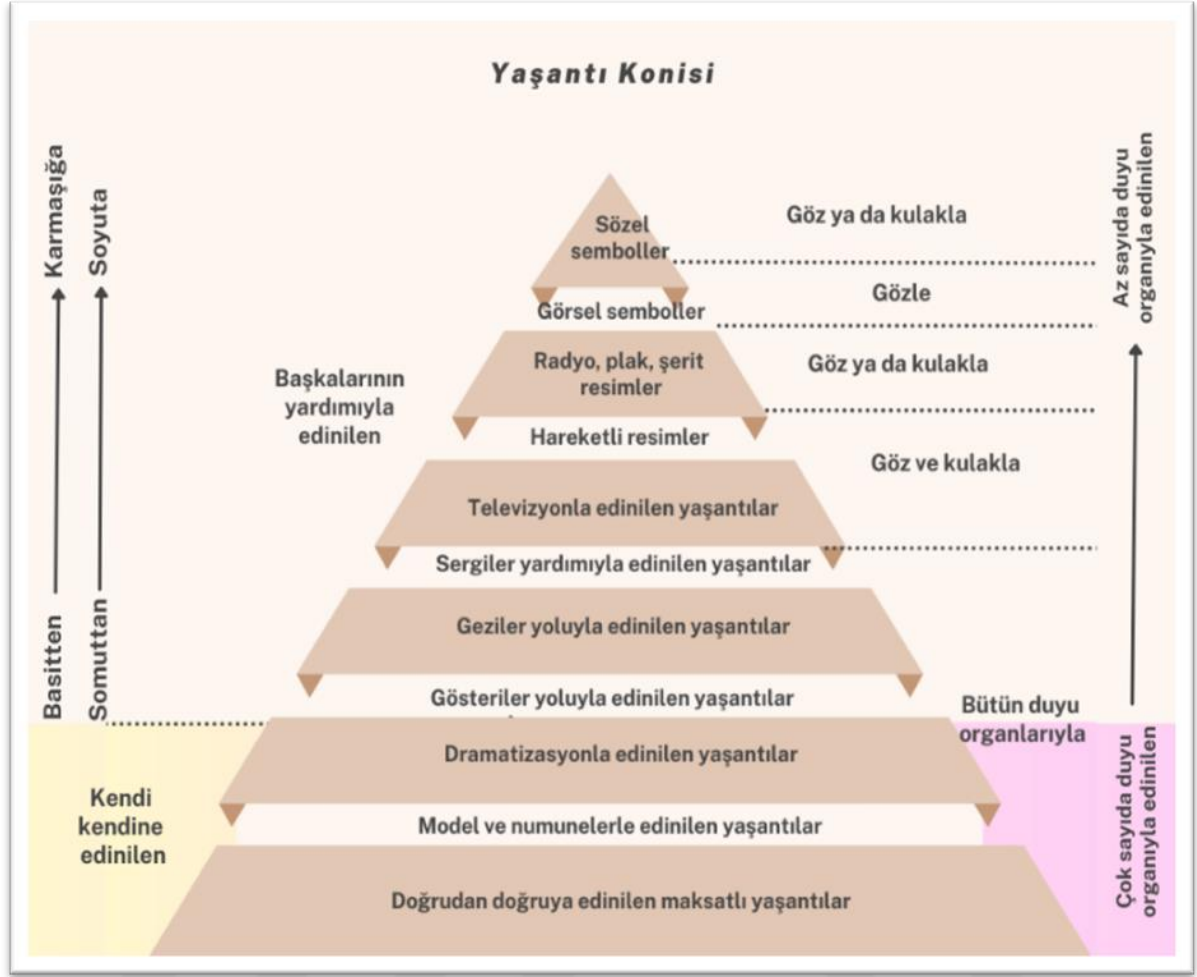 Yaşantı Konisi
Karmaşığa
Soyuta
Basitten
Somuttan
Az sayıda duyu
organıyla edinilen
Çok sayıda duyu
organıyla edinilen
Sözel
semboller
Göz ya da kulakla
Görsel semboller
Gözle
Radyo, plak, şerit
resimler
Göz ya da kulakla
Başkalarının
yardımıyla
edinilen
Hareketli resimler
Göz ve kulakla
Televizyonla edinilen yaşantılar
Sergiler yardımıyla edinilen yaşantılar
Geziler yoluyla edinilen yaşantılar
Gösteriler yoluyla edinilen yaşantılar
Bütün duyu
organlarıyla
Dramatizasyonla edinilen yaşantılar
Kendi
kendine
edinilen
Model ve numunelerle edinilen yaşantılar
Doğrudan doğruya edinilen maksatlı yaşantılar